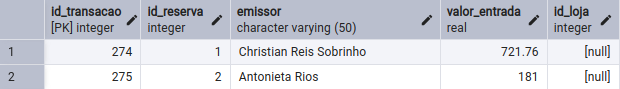 id_transacao id_reserva emissor valor_entrada id_loja
[PK] integer integer character varying (50) real integer
1 274 1 Christian Reis Sobrinho 721.76 [null]
2 275 2 Antonieta Rios 181 [null]